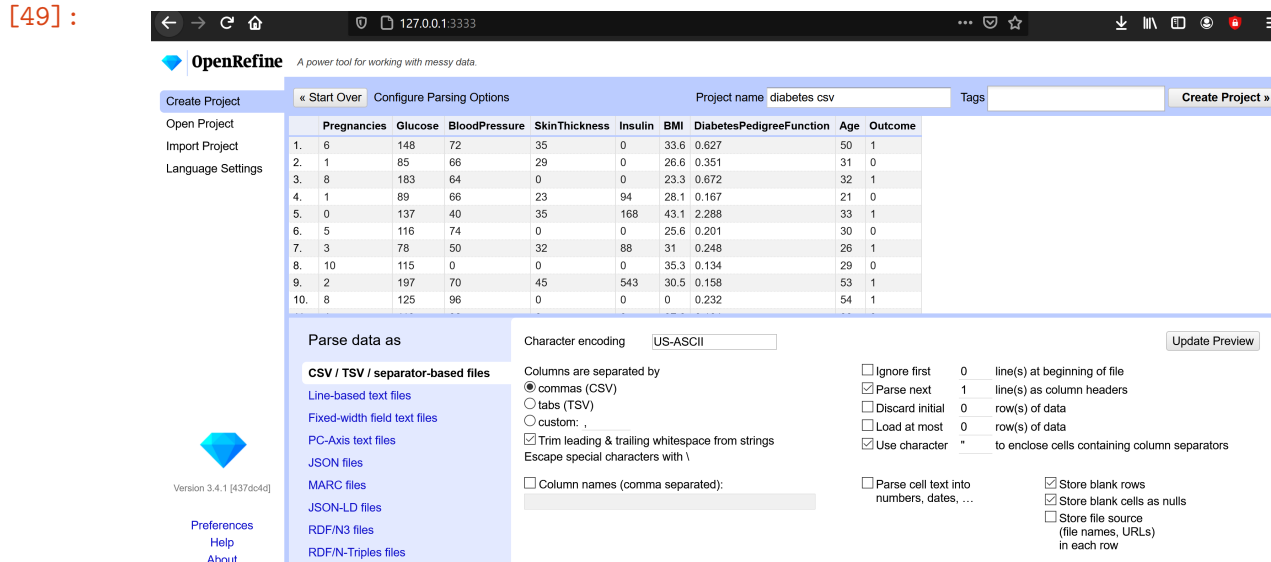 [49]:
127.0.0.1:3333
OpenRefine A power tool for working with messy data.
Create Project
Open Project
Import Project
Language Settings
« Start Over Configure Parsing Options Project name diabetes csv Tags Create Project »
Pregnancies Glucose BloodPressure SkinThickness Insulin BMI DiabetesPedigreeFunction Age Outcome
1. 6 148 72 35 0 33.6 0.627 50 1
2. 1 85 66 29 0 26.6 0.351 31 0
3. 8 183 64 0 0 23.3 0.672 32 1
4. 1 89 66 23 94 28.1 0.167 21 0
5. 0 137 40 35 168 43.1 2.288 33 1
6. 5 116 74 0 0 25.6 0.201 30 0
7. 3 78 50 32 88 31 0.248 26 1
8. 10 115 0 0 0 35.3 0.134 29 0
9. 2 197 70 45 543 30.5 0.158 53 1
10. 8 125 96 0 0 0 0.232 54 1
Parse data as
CSV / TSV / separator-based files
Line-based text files
Fixed-width field text files
PC-Axis text files
JSON files
MARC files
JSON-LD files
RDF/N3 files
RDF/N-Triples files
Character encoding US-ASCII
Update Preview
Columns are separated by
commas (CSV)
tabs (TSV)
custom: ,
Trim leading & trailing whitespace from strings
Escape special characters with \
Column names (comma separated):
Ignore first 0 line(s) at beginning of file
Parse next 1 line(s) as column headers
Discard initial 0 row(s) of data
Load at most 0 row(s) of data
Use character " to enclose cells containing column separators
Parse cell text into
numbers, dates, ...
Store blank rows
Store blank cells as nulls
Store file source
(file names, URLs)
in each row
Version 3.4.1 [437dc4d]
Preferences
Help
About